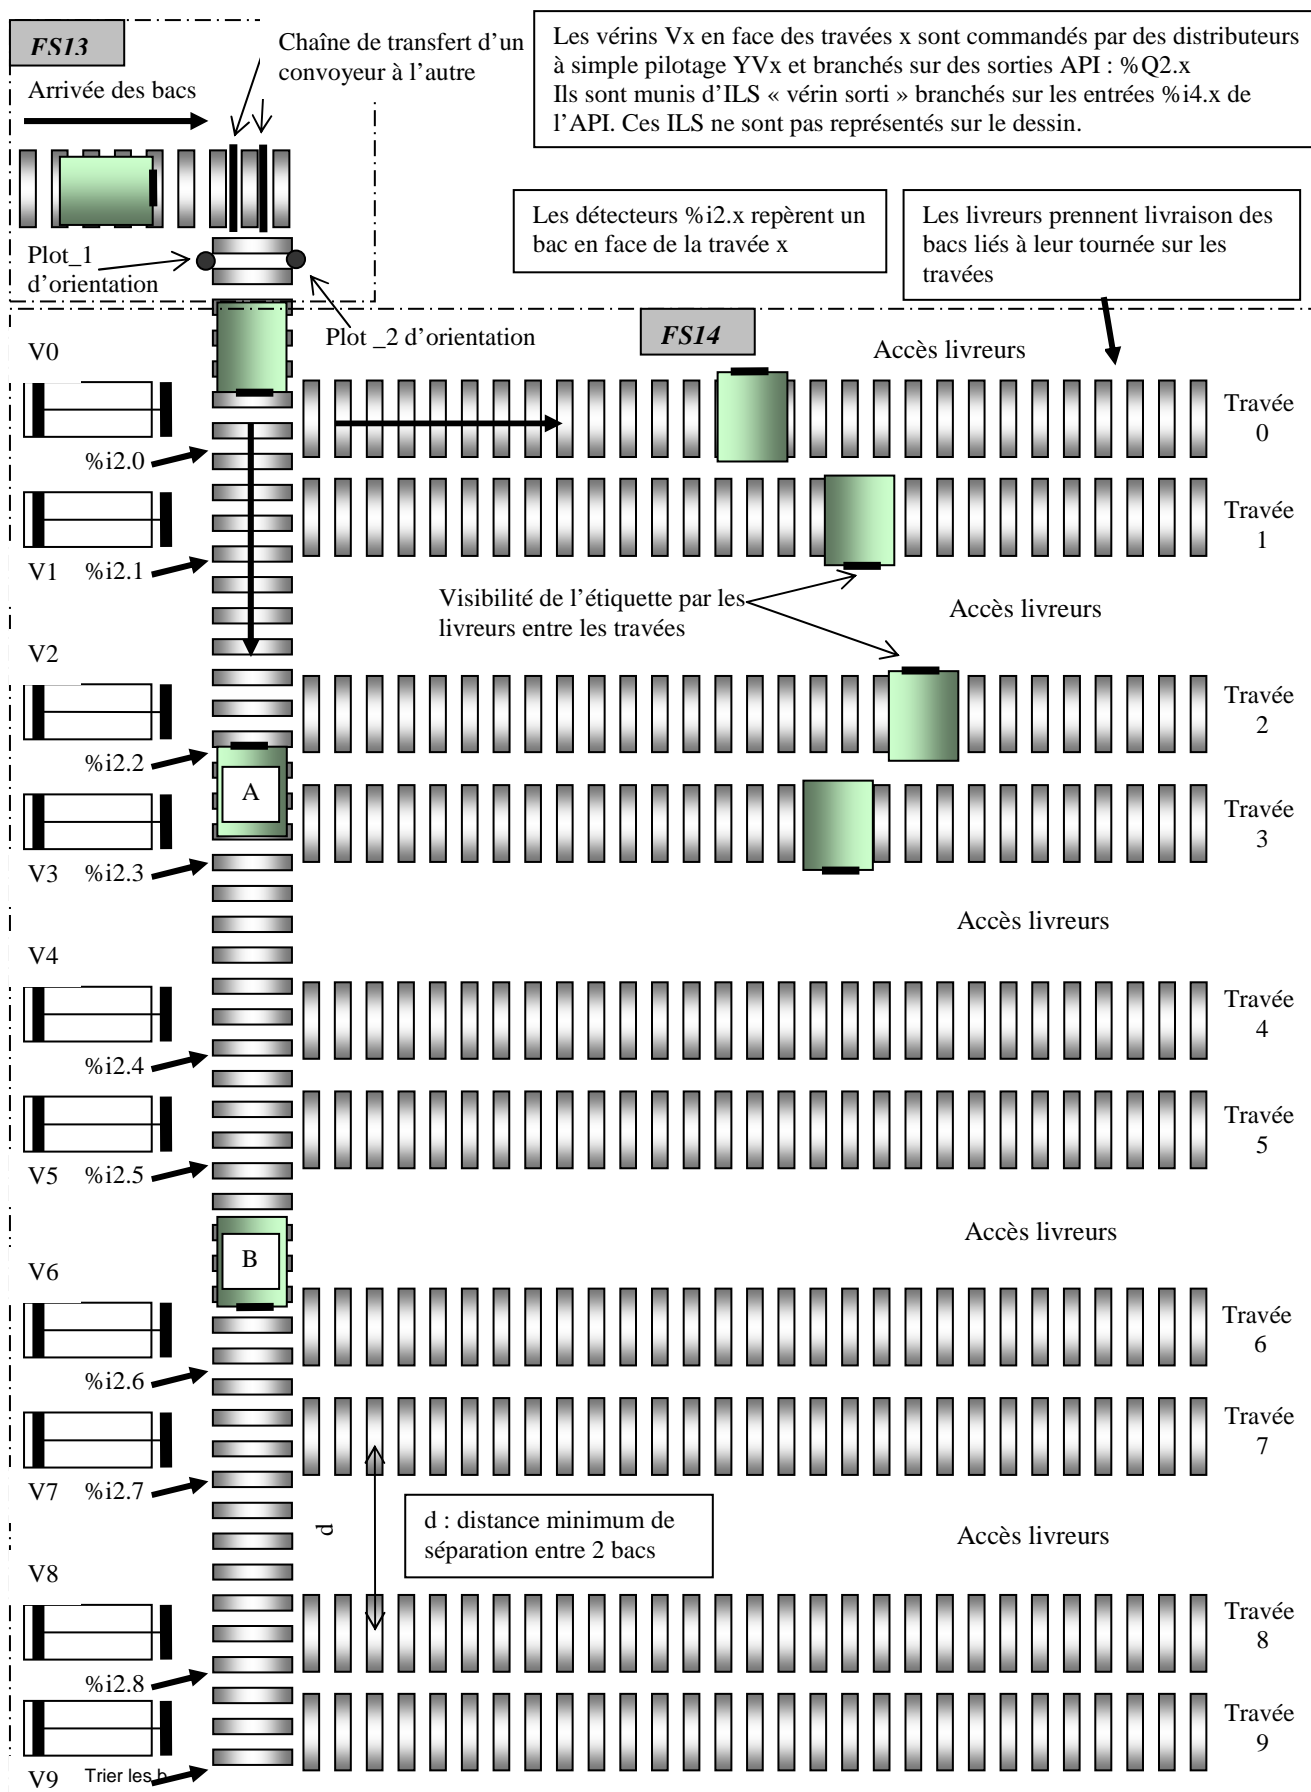 FS13
Arrivée des bacs
Chaîne de transfert d'un
convoyeur à l'autre
Les vérins Vx en face des travées x sont commandés par des distributeurs
à simple pilotage YVx et branchés sur des sorties API : %Q2.x
Ils sont munis d'ILS « vérin sorti » branchés sur les entrées %i4.x de
l'API. Ces ILS ne sont pas représentés sur le dessin.
Les détecteurs %i2.x repèrent un
bac en face de la travée x
Les livreurs prennent livraison des
bacs liés à leur tournée sur les
travées
Plot_1
d'orientation
Plot _2 d'orientation
FS14
Accès livreurs
V0
Travée
0
%i2.0
Travée
1
V1 %i2.1
Visibilité de l'étiquette par les
livreurs entre les travées
Accès livreurs
V2
Travée
2
%i2.2
A
Travée
3
V3 %i2.3
Accès livreurs
V4
Travée
4
%i2.4
Travée
5
V5 %i2.5
Accès livreurs
B
V6
Travée
6
%i2.6
Travée
7
V7 %i2.7
d
d : distance minimum de
séparation entre 2 bacs
Accès livreurs
V8
Travée
8
%i2.8
Travée
9
V9 Trier les b